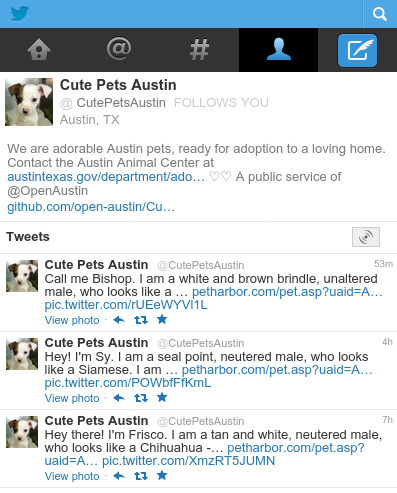 @ #
Cute Pets Austin
@ CutePetsAustin FOLLOWS YOU
Austin, TX
We are adorable Austin pets, ready for adoption to a loving home.
Contact the Austin Animal Center at
austintexas.gov/department/ado… ♡♡ A public service of
@OpenAustin
github.com/open-austin/Cu…
Tweets
Cute Pets Austin @CutePetsAustin 53m
Call me Bishop. I am a white and brown brindle, unaltered
male, who looks like a … petharbor.com/pet.asp?uaid=A…
pic.twitter.com/rUEeWYVl1L
View photo ·
Cute Pets Austin @CutePetsAustin 4h
Hey! I'm Sy. I am a seal point, neutered male, who looks
like a Siamese. I am … petharbor.com/pet.asp?uaid=A…
pic.twitter.com/POWbfFfKmL
View photo ·
Cute Pets Austin @CutePetsAustin 7h
Hey there! I'm Frisco. I am a tan and white, neutered male,
who looks like a Chihuahua -… petharbor.com/pet.asp?
uaid=A… pic.twitter.com/XmzRT5JUMN
View photo ·